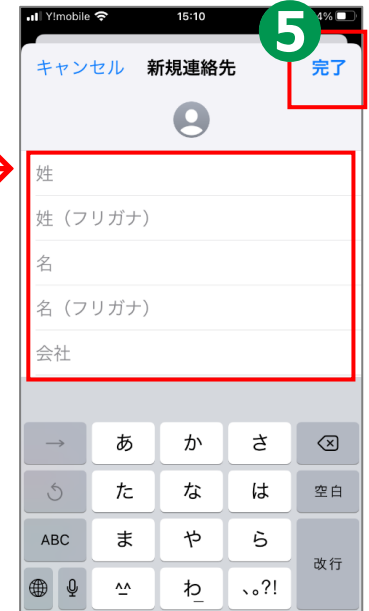 Y!mobile 15:10 4%
5
キャンセル 新規連絡先 完了
姓
姓（フリガナ）
名
名（フリガナ）
会社
→ あ か さ
た な は 空白
ABC ま や ら 改行
^^ わ_ 、。?!